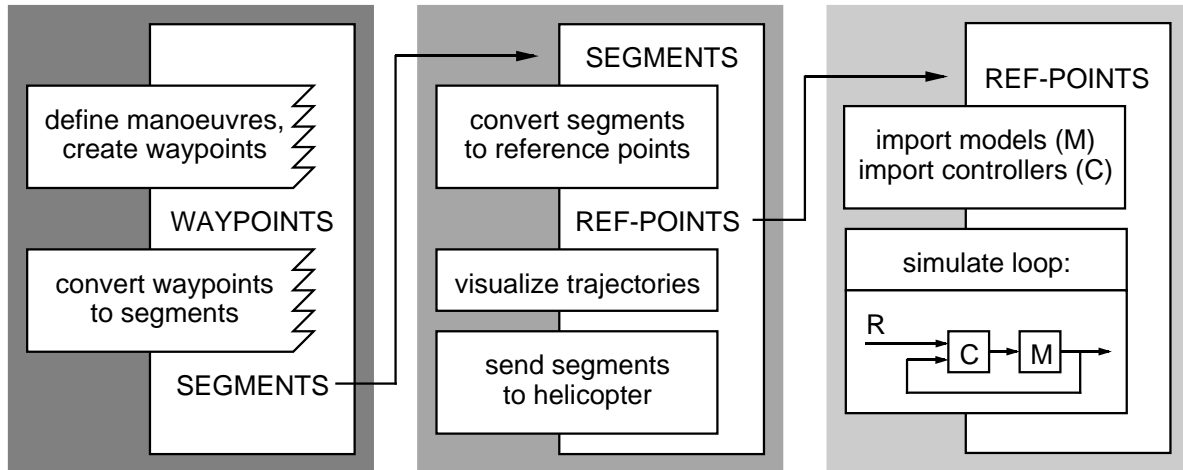 define manoeuvres,
create waypoints
WAYPOINTS
convert waypoints
to segments
SEGMENTS
SEGMENTS
convert segments
to reference points
REF-POINTS
visualize trajectories
send segments
to helicopter
REF-POINTS
import models (M)
import controllers (C)
simulate loop:
R
C
M